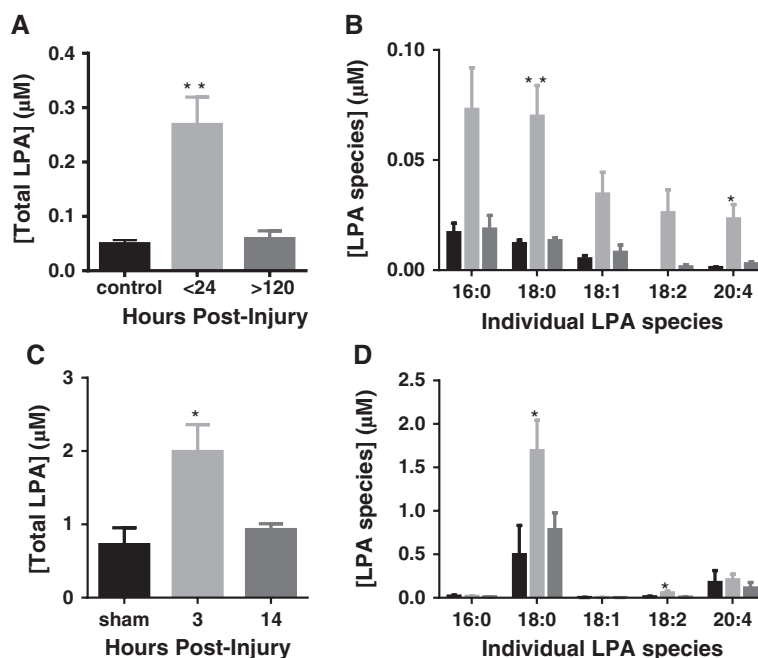 A
[Total LPA] (µM)
0.4
0.3
0.2
0.1
0.0
**
control <24 >120
Hours Post-Injury
B
[LPA species] (µM)
0.10
0.05
0.00
**
*
16:0 18:0 18:1 18:2 20:4
Individual LPA species
C
[Total LPA] (µM)
3
2
1
0
*
sham 3 14
Hours Post-Injury
D
[LPA species] (µM)
2.5
2.0
1.5
1.0
0.5
0.0
*
*
16:0 18:0 18:1 18:2 20:4
Individual LPA species